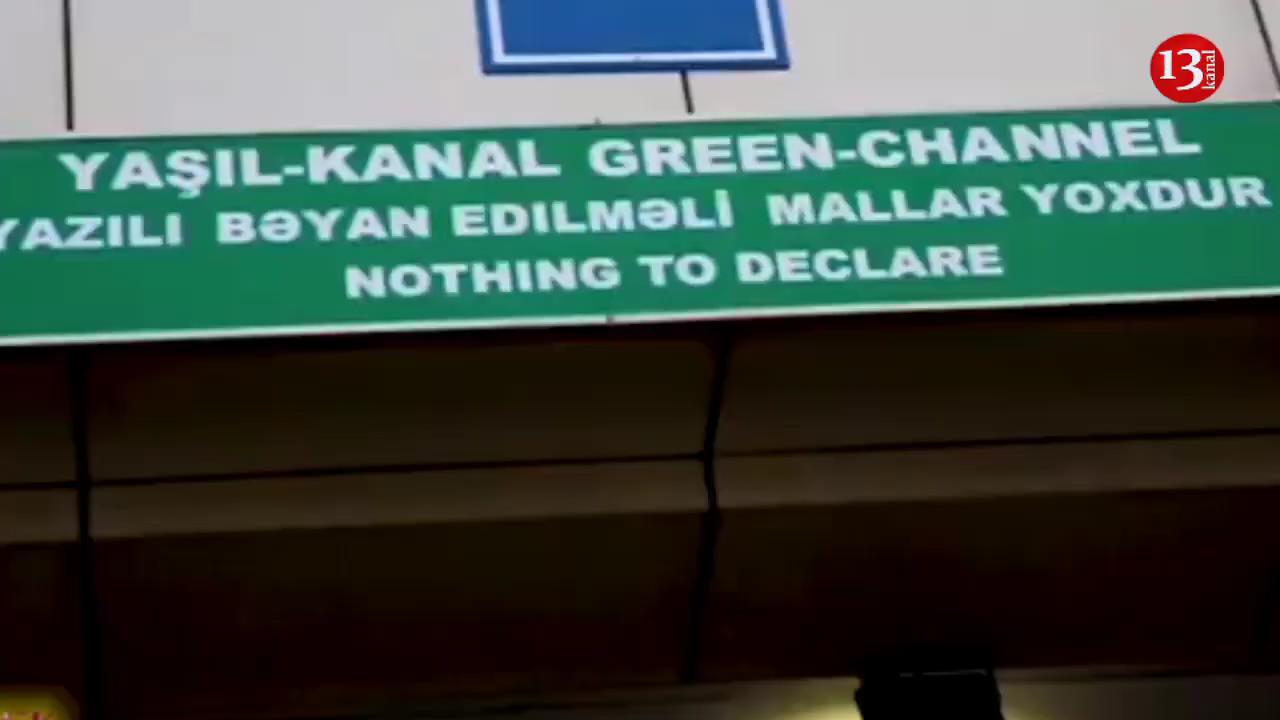 13 kanal
YAŞIL-KANAL GREEN-CHANNEL
YAZILI BƏYAN EDILMƏLİ MALLAR YOXDUR
NOTHING TO DECLARE